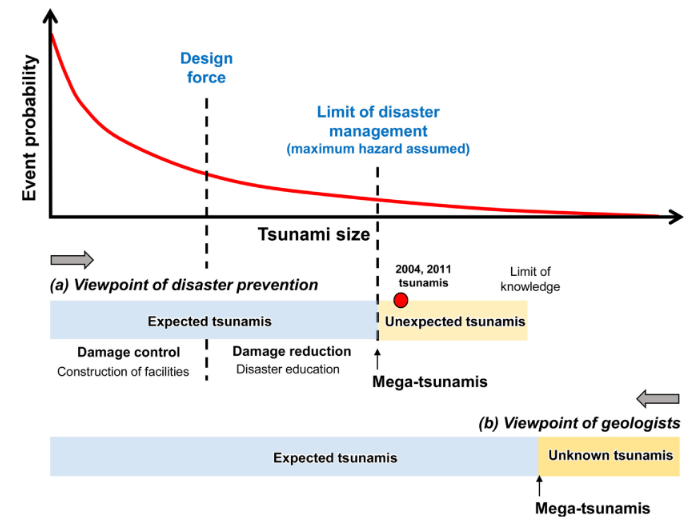 Event probability
Design
force
Limit of disaster
management
(maximum hazard assumed)
Tsunami size
(a) Viewpoint of disaster prevention
2004, 2011
tsunamis
Limit of
knowledge
Expected tsunamis
Unexpected tsunamis
Damage control
Construction of facilities
Damage reduction
Disaster education
Mega-tsunamis
(b) Viewpoint of geologists
Expected tsunamis
Unknown tsunamis
Mega-tsunamis